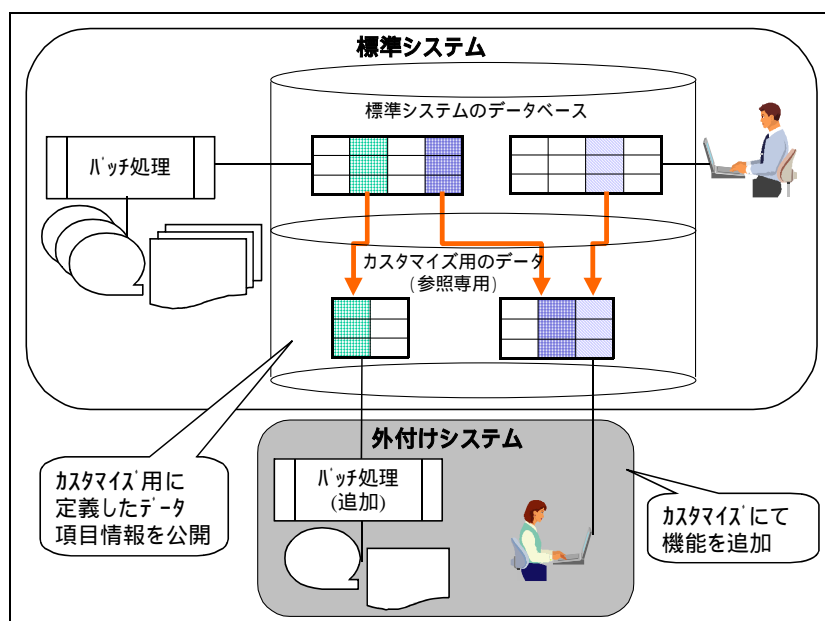 標準システム
標準システムのデータベース
バッチ処理
カスタマイズ用のデータ
(参照専用)
外付けシステム
バッチ処理
(追加)
カスタマイズ用に
定義したデータ
項目情報を公開
カスタマイズにて
機能を追加